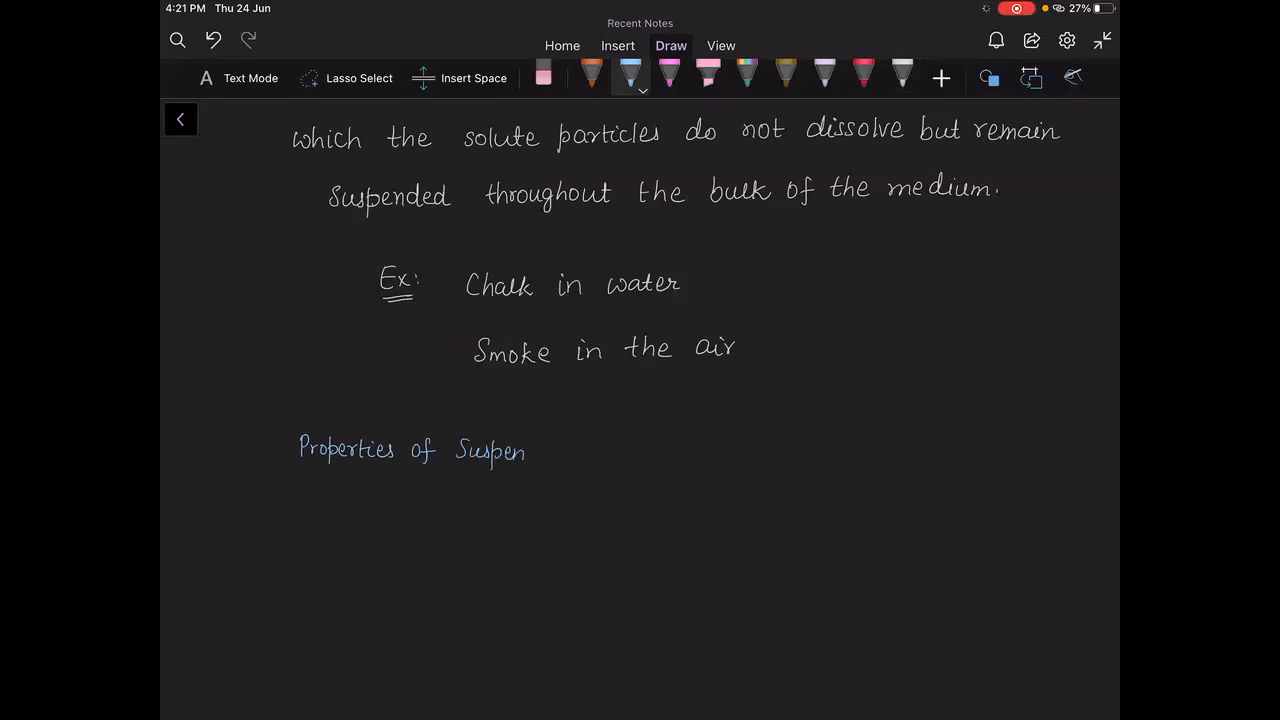 4:21 PM Thu 24 Jun
27%
Recent Notes
Home Insert Draw View
A Text Mode Lasso Select Insert Space
which the solute particles do not dissolve but remain
suspended throughout the bulk of the medium.
Ex: Chalk in water
Smoke in the air
Properties of Suspen